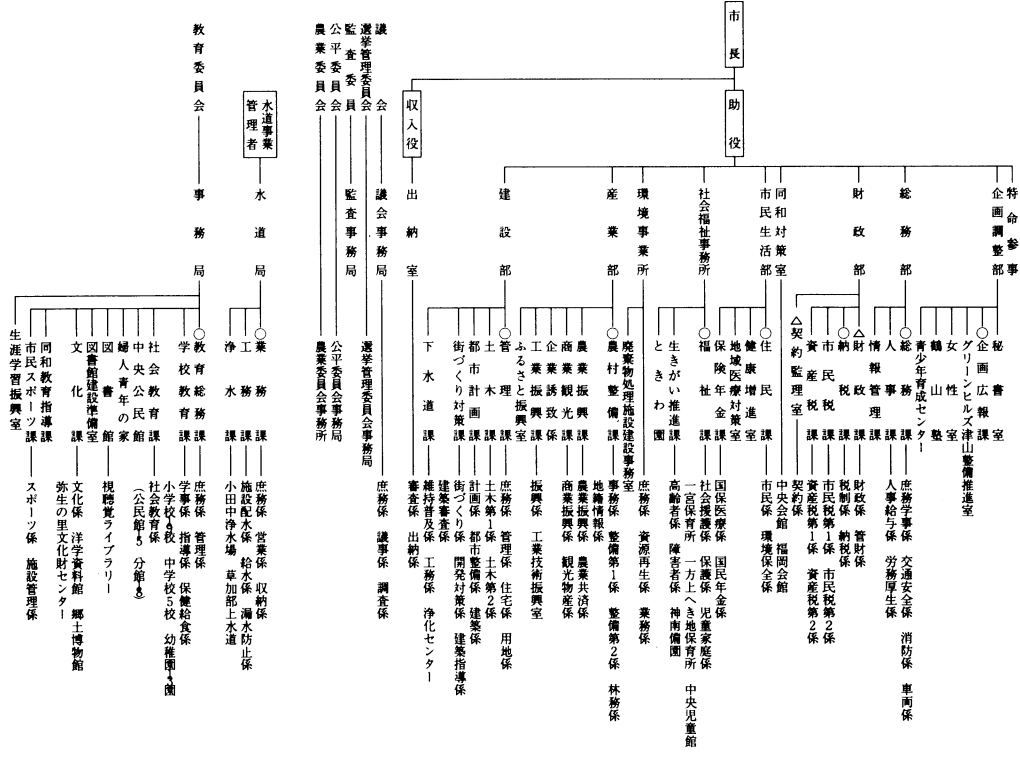 市長
助役
収入役
水道事業
管理者
教育委員会
議会
選挙管理委員会
監査委員
公平委員会
農業委員会
特命参事
企画調整部
総務部
財政部
同和対策室
市民生活部
社会福祉事務所
環境事業所
産業部
建設部
出納室
議会事務局
監査事務局
水道局
事務局
秘書室
○企画広報課
グリーンヒルズ津山整備推進室
女性室
鶴山塾
青少年育成センター
○総務課
人事課
情報管理課
△財政課
○納税課
市民税課
資産税課
△契約監理室
○住民課
健康増進課
地域医療対策室
保険年金課
○福祉課
生きがい推進課
ときわ園
廃棄物処理施設建設事務室
○農村整備課
農業振興課
商業観光課
企業誘致係
工業振興課
ふるさと振興室
○管理課
土木課
都市計画課
街づくり対策課
下水道課
選挙管理委員会事務局
公平委員会事務局
農業委員会事務所
○業務課
工務課
浄水課
○教育総務課
学校教育課
社会教育課
中央公民館
婦人青年の家
図書館
図書館建設準備室
文化課
同和教育指導課
市民スポーツ課
生涯学習振興室
庶務学事係 交通安全係 消防係 車両係
人事給与係 労務厚生係
財政係 管財係
税制係 納税係
市民税第1係 市民税第2係
資産税第1係 資産税第2係
契約係
中央会館 福岡会館
市民係 環境保全係
国保医療係 国民年金係
社会援護係 保護係 児童家庭係
一宮保育所 一方上へき地保育所 中央児童館
高齢者係 障害者係 神南備園
庶務係 資源再生係 業務係
事務係 整備第1係 整備第2係 林務係
地籍情報係
農業振興係 農業共済係
商業振興係 観光物産係
振興係 工業技術振興室
庶務係 管理係 住宅係 用地係
土木第1係 土木第2係
計画係 都市整備係 建築係
街づくり係 開発対策係 建築指導係
建築審査係
維持普及係 工務係 浄化センター
審査係 出納係
庶務係 議事係 調査係
庶務係 営業係 収納係
施設配水係 給水係 漏水防止係
小田中浄水場 草加部上水道
庶務係 管理係
学事係 指導係 保健給食係
小学校19校 中学校5校 幼稚園13園
社会教育係
(公民館15 分館18)
視聴覚ライブラリー
文化係 洋学資料館 郷土博物館
弥生の里文化財センター
スポーツ係 施設管理係